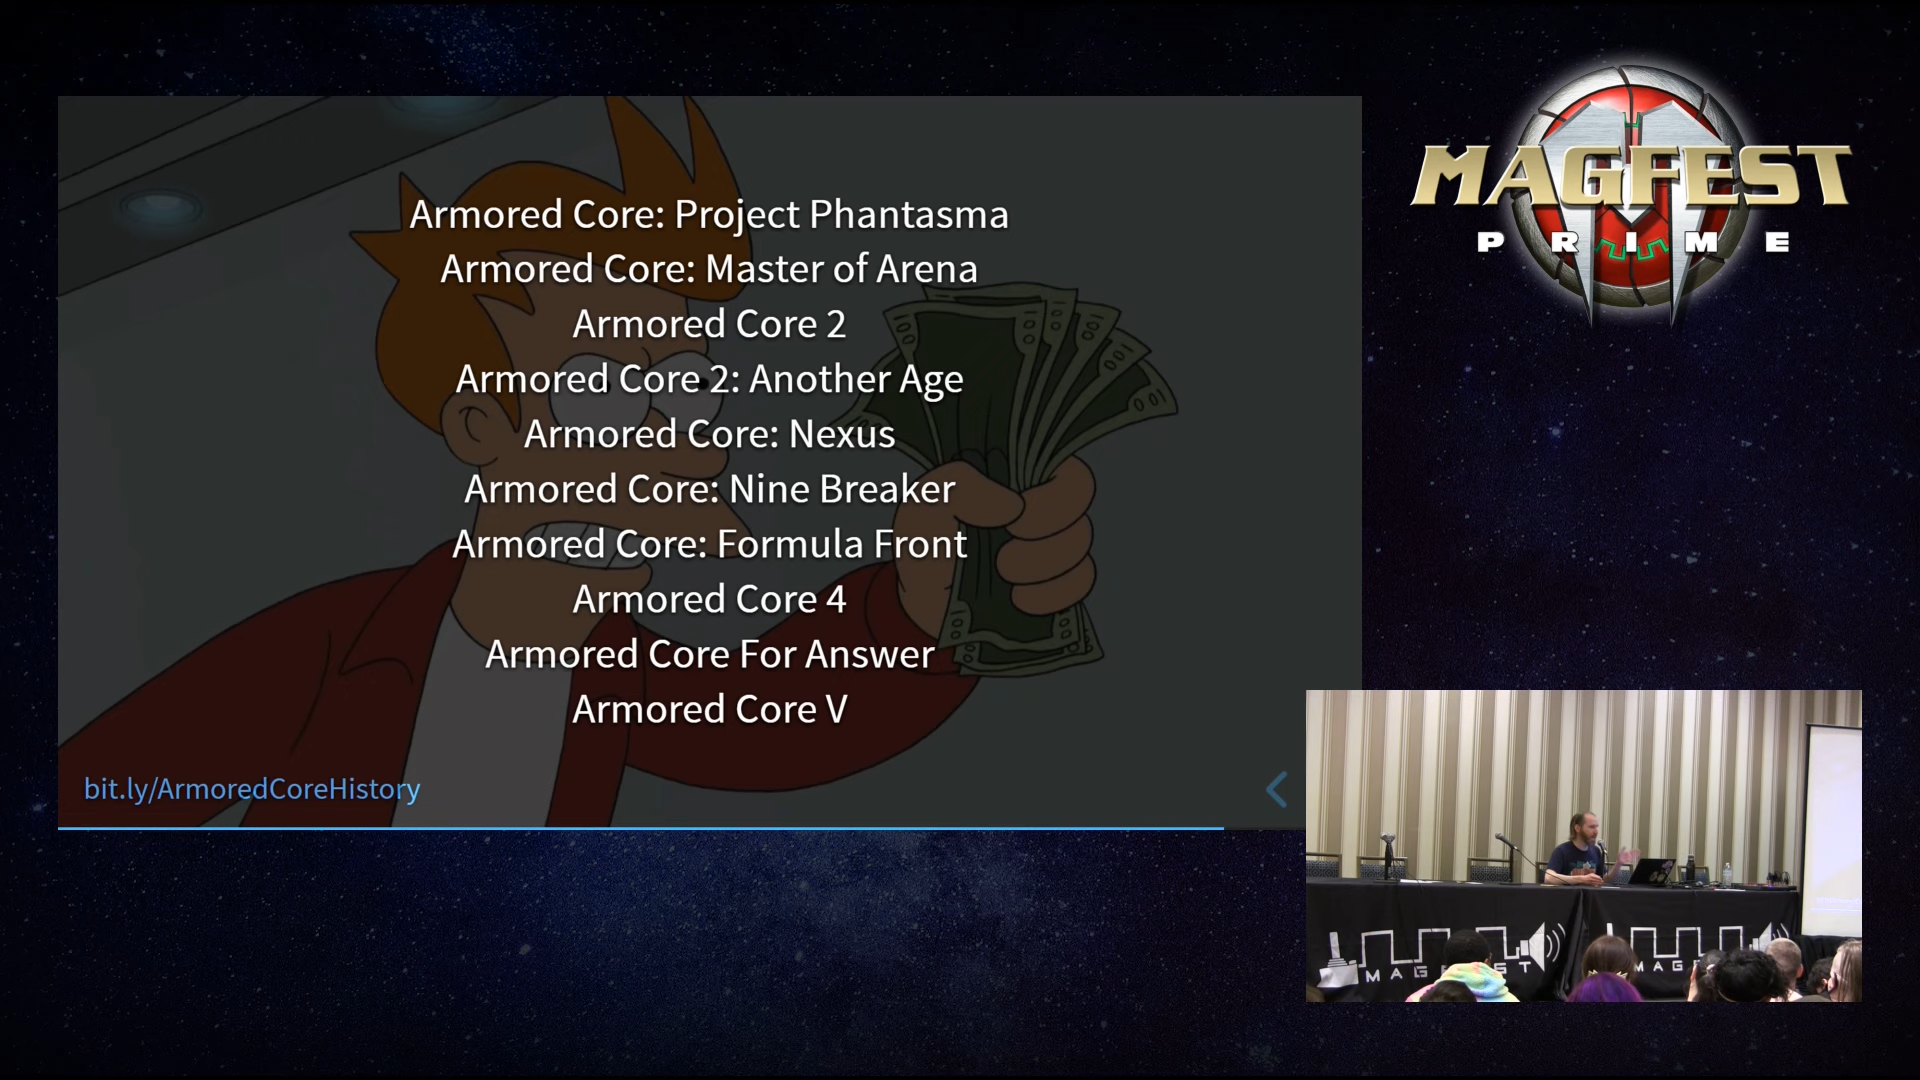 Armored Core: Project Phantasma
Armored Core: Master of Arena
Armored Core 2
Armored Core 2: Another Age
Armored Core: Nexus
Armored Core: Nine Breaker
Armored Core: Formula Front
Armored Core 4
Armored Core For Answer
Armored Core V
bit.ly/ArmoredCoreHistory
MAGFEST
PRIME